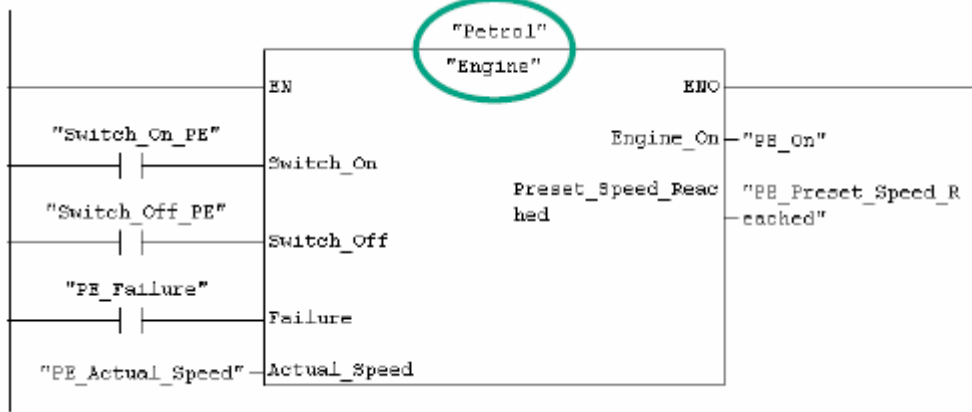 "Petrol"
"Engine"
EN
ENO
"Switch_On_PE"
Switch_On
Engine_On
"PE_On"
"Switch_Off_PE"
Switch_Off
Preset_Speed_Reac
hed
"PE_Preset_Speed_R
eached"
"PE_Failure"
Failure
"PE_Actual_Speed"
Actual_Speed